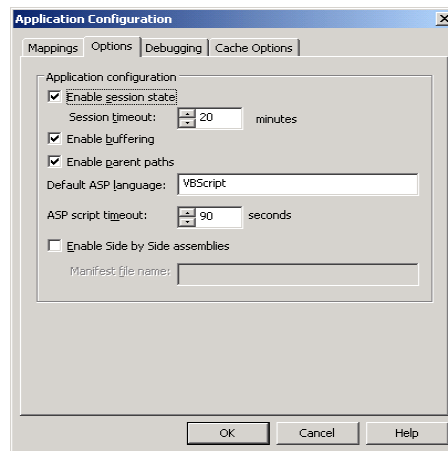 Application Configuration
Mappings Options Debugging Cache Options
Application configuration
Enable session state
Session timeout: 20 minutes
Enable buffering
Enable parent paths
Default ASP language: VBScript
ASP script timeout: 90 seconds
Enable Side by Side assemblies
Manifest file name:
OK Cancel Help